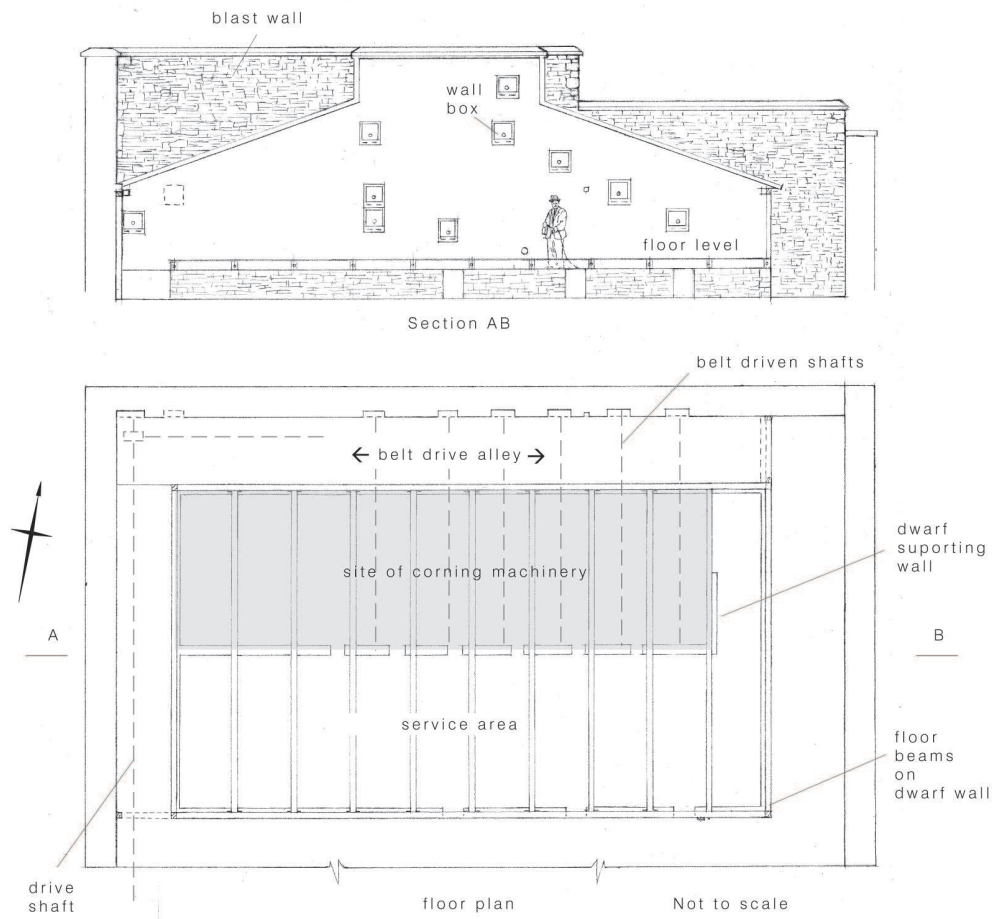 blast wall
wall
box
floor level
Section AB
belt driven shafts
← belt drive alley →
dwarf
suporting
wall
site of corning machinery
A
B
service area
floor
beams
on
dwarf wall
drive
shaft
floor plan
Not to scale